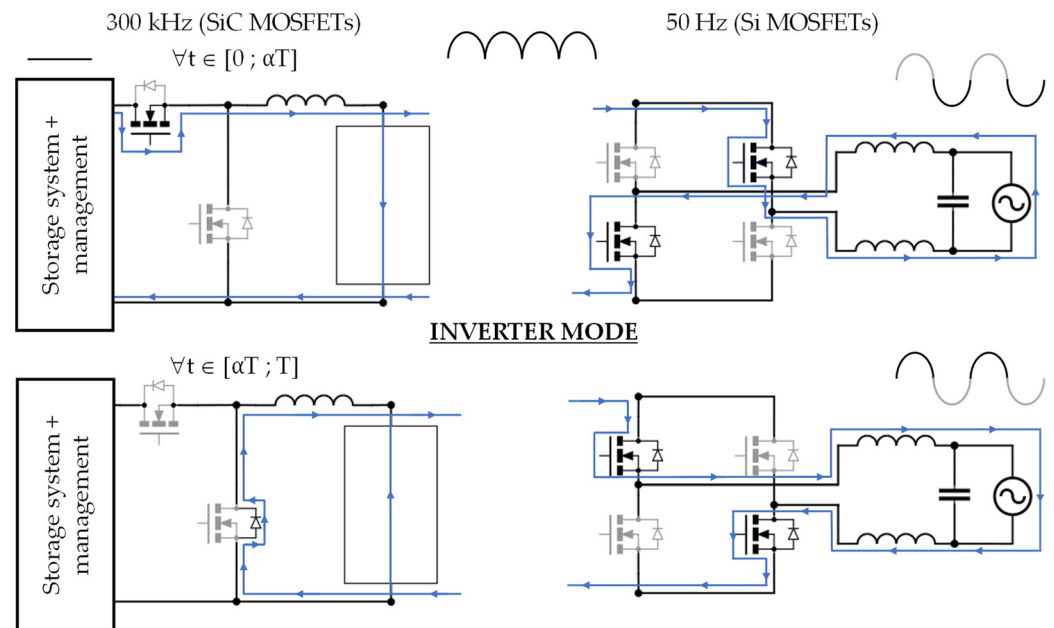 300 kHz (SiC MOSFETs)
50 Hz (Si MOSFETs)
∀t ∈ [0 ; αT]
Storage system +
management
INVERTER MODE
∀t ∈ [αT ; T]
Storage system +
management